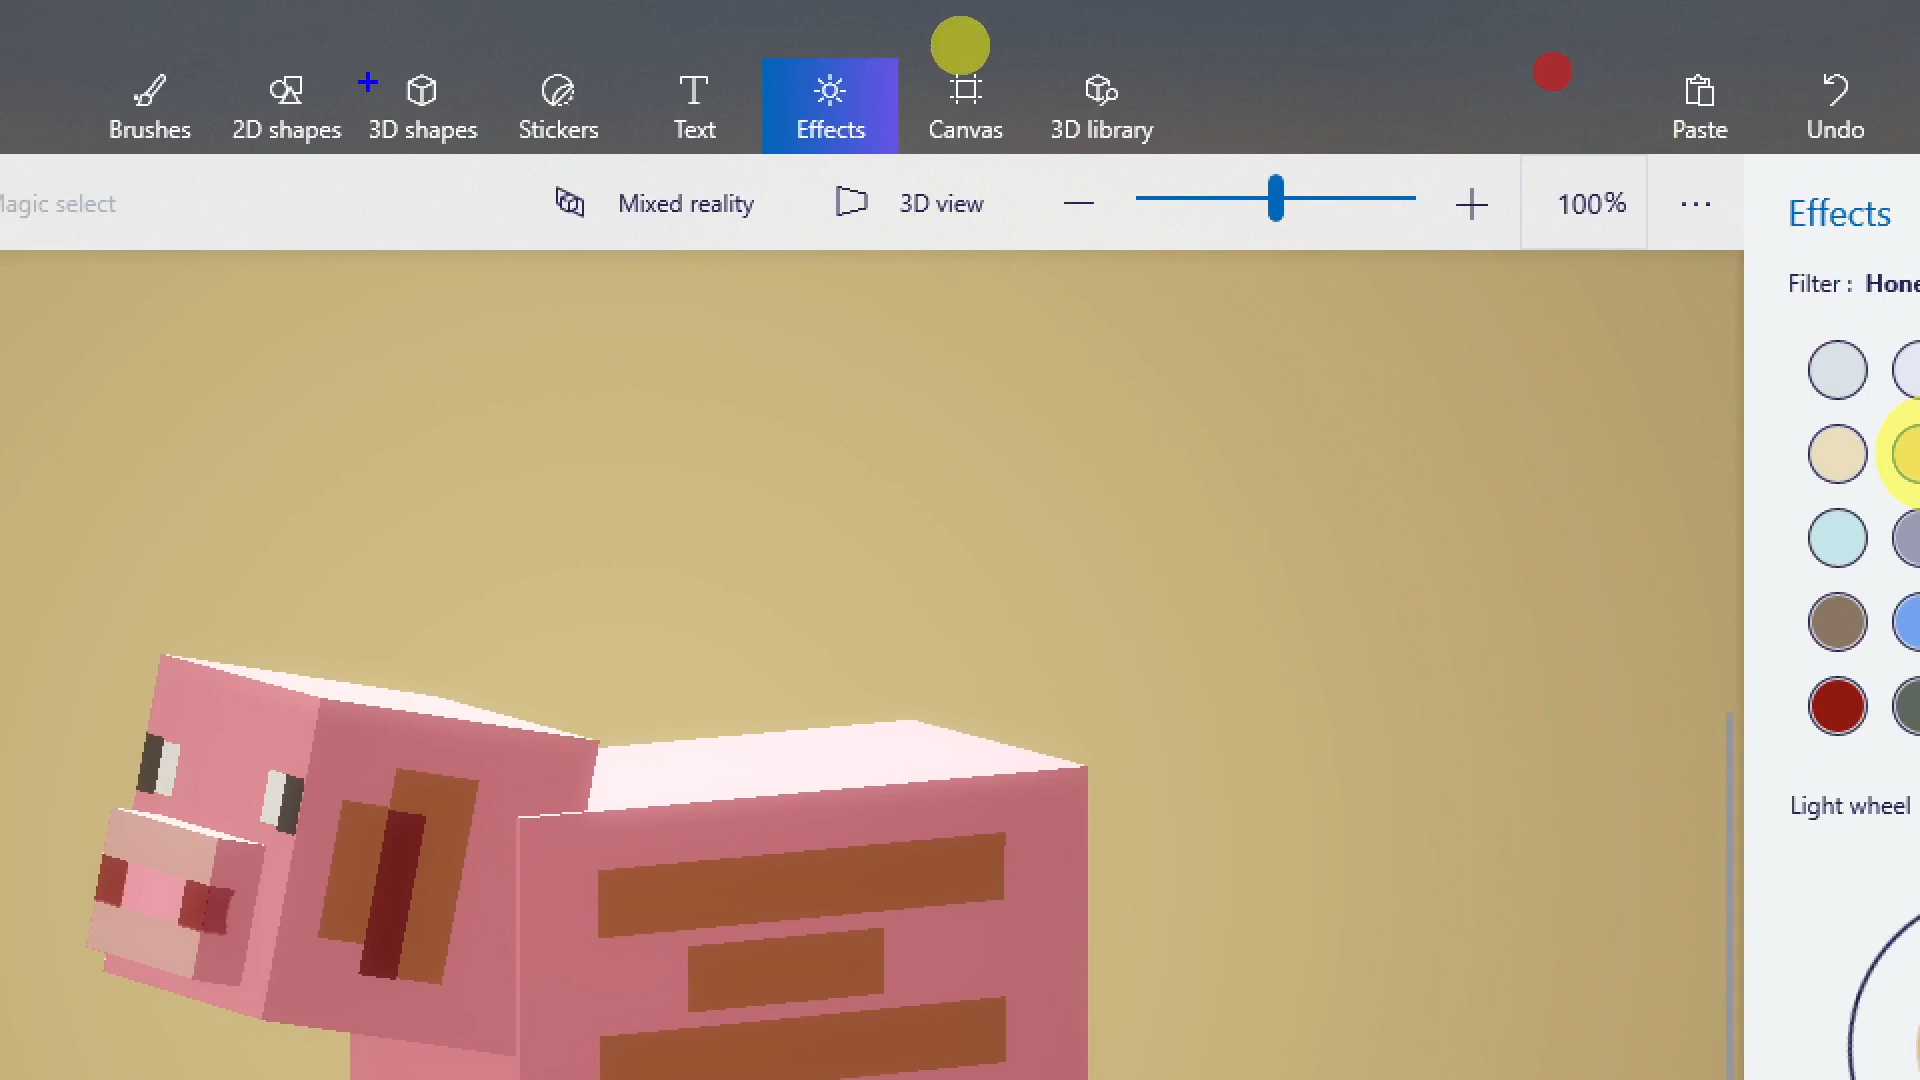 Brushes
2D shapes
3D shapes
Stickers
Text
Effects
Canvas
3D library
Paste
Undo
select
Mixed reality
3D view
100%
Effects
Filter :
Light wheel